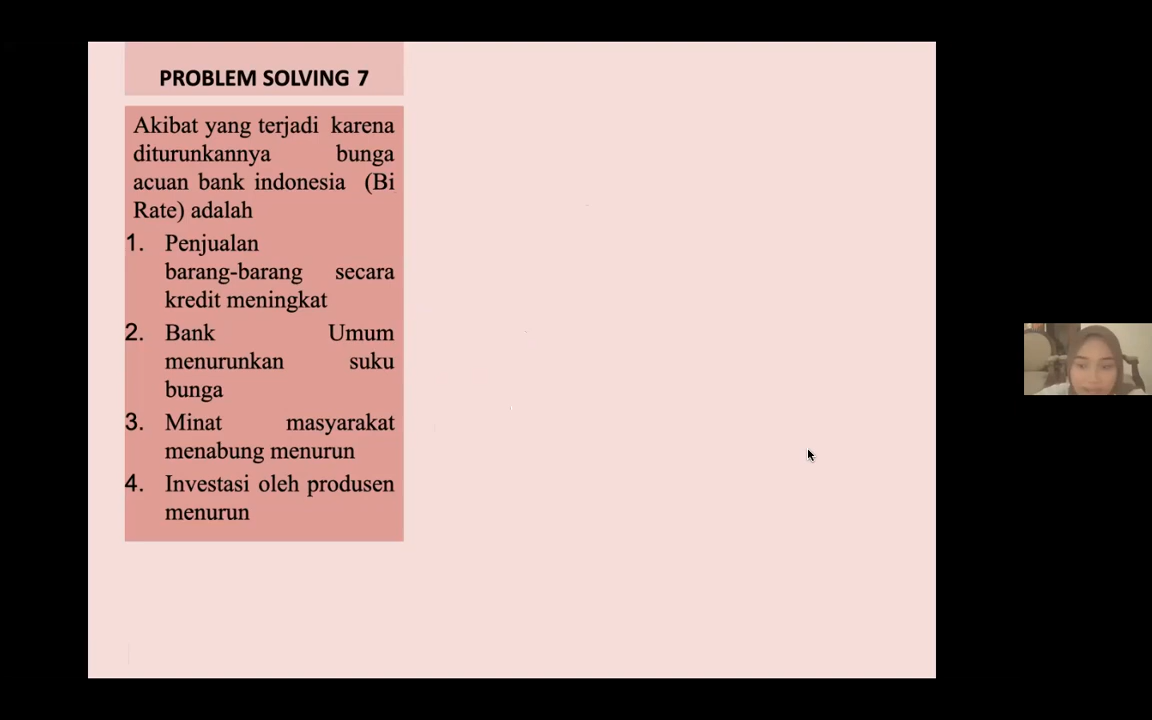 PROBLEM SOLVING 7
Akibat yang terjadi karena
diturunkannya bunga
acuan bank indonesia (Bi
Rate) adalah
1. Penjualan
barang-barang secara
kredit meningkat
2. Bank Umum
menurunkan suku
bunga
3. Minat masyarakat
menabung menurun
4. Investasi oleh produsen
menurun